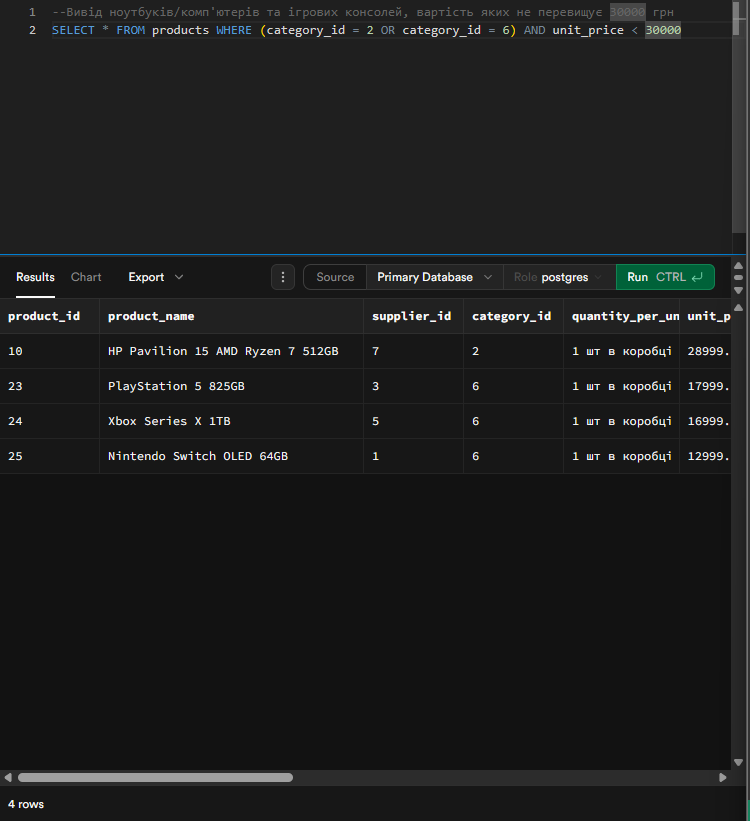 1 --Вивід ноутбуків/комп'ютерів та ігрових консолей, вартість яких не перевищує 30000 грн
2 SELECT * FROM products WHERE (category_id = 2 OR category_id = 6) AND unit_price < 30000
Results Chart Export Source Primary Database Role postgres Run CTRL
product_id product_name supplier_id category_id quantity_per_un unit_p
10 HP Pavilion 15 AMD Ryzen 7 512GB 7 2 1 шт в коробці 28999.
23 PlayStation 5 825GB 3 6 1 шт в коробці 17999.
24 Xbox Series X 1TB 5 6 1 шт в коробці 16999.
25 Nintendo Switch OLED 64GB 1 6 1 шт в коробці 12999.
4 rows